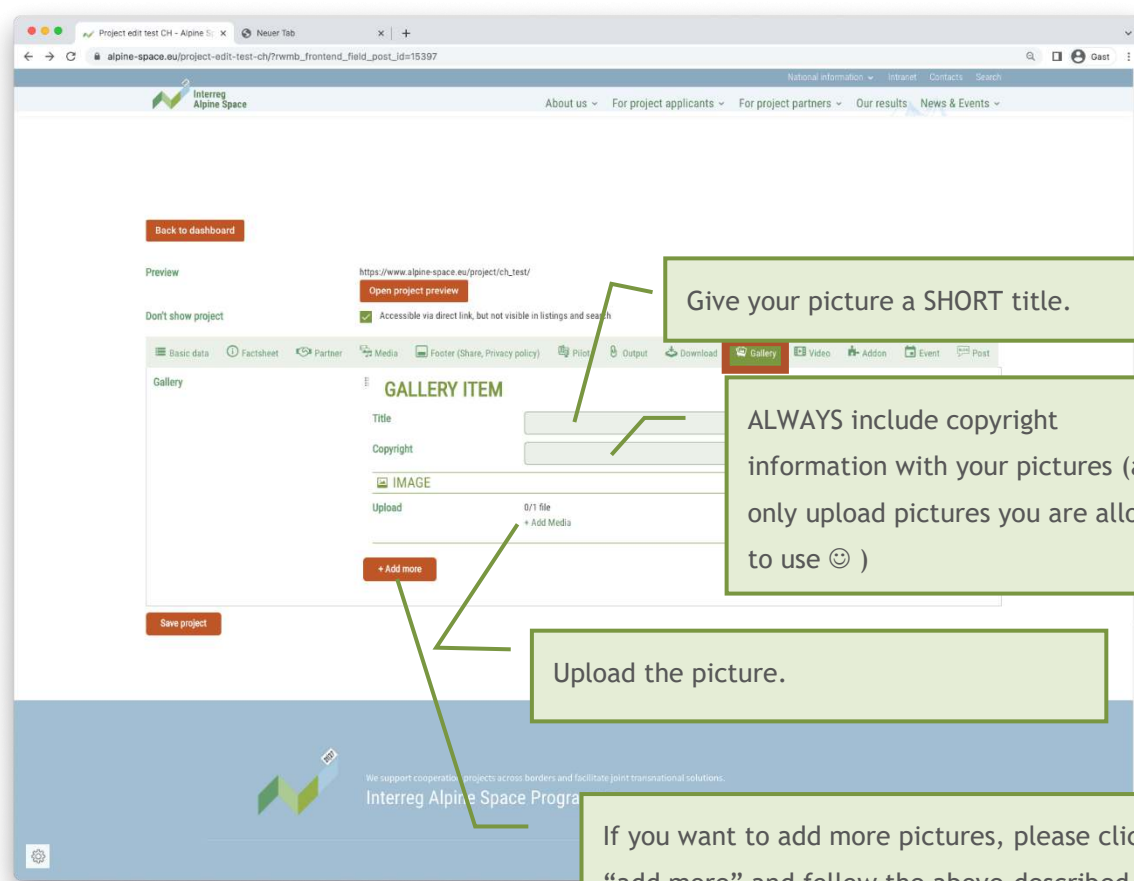 Project edit test CH - Alpine Sp
Neuer Tab
alpine-space.eu/project-edit-test-ch/?rwmb_frontend_field_post_id=15397
Gast
National information Intranet Contacts Search
Interreg
Alpine Space
About us For project applicants For project partners Our results News & Events
Back to dashboard
Preview
https://www.alpine-space.eu/project/ch_test/
Open project preview
Don't show project
Accessible via direct link, but not visible in listings and search
Give your picture a SHORT title.
Basic data Factsheet Partner Media Footer (Share, Privacy policy) Pilot Output Download Gallery Video Addon Event Post
Gallery
GALLERY ITEM
Title
Copyright
IMAGE
Upload
0/1 file
+ Add Media
+ Add more
ALWAYS include copyright
information with your pictures (a
only upload pictures you are allo
to use ☺ )
Save project
Upload the picture.
We support cooperation projects across borders and facilitate joint transnational solutions.
Interreg Alpine Space Progra
If you want to add more pictures, please clic
"add more" and follow the above-described